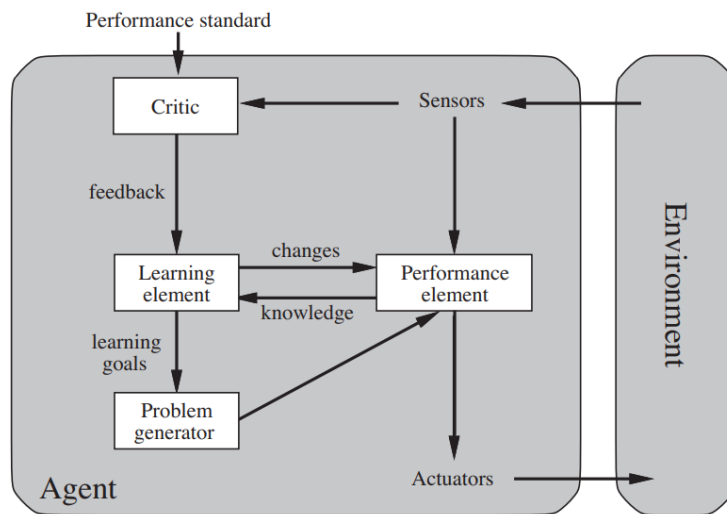 Performance standard
Critic
Sensors
feedback
changes
Learning
element
Performance
element
knowledge
learning
goals
Problem
generator
Agent
Actuators
Environment